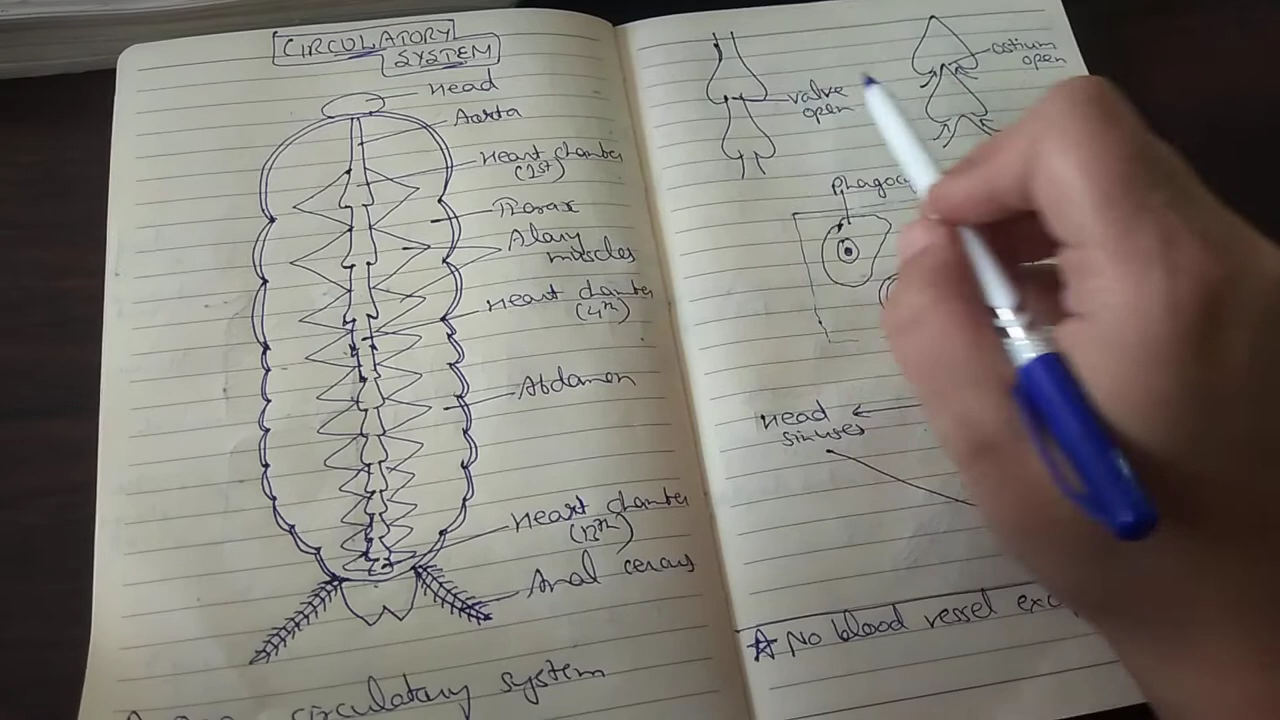 CIRCULATORY
SYSTEM
Head
Aorta
Heart chamber
(1st)
Thorax
Alary
muscles
Heart chamber
(4th)
Abdomen
Heart chamber
(13th)
Anal cercus
circulatory system
valve
open
ostium
open
Head
sinuses
No blood vessel